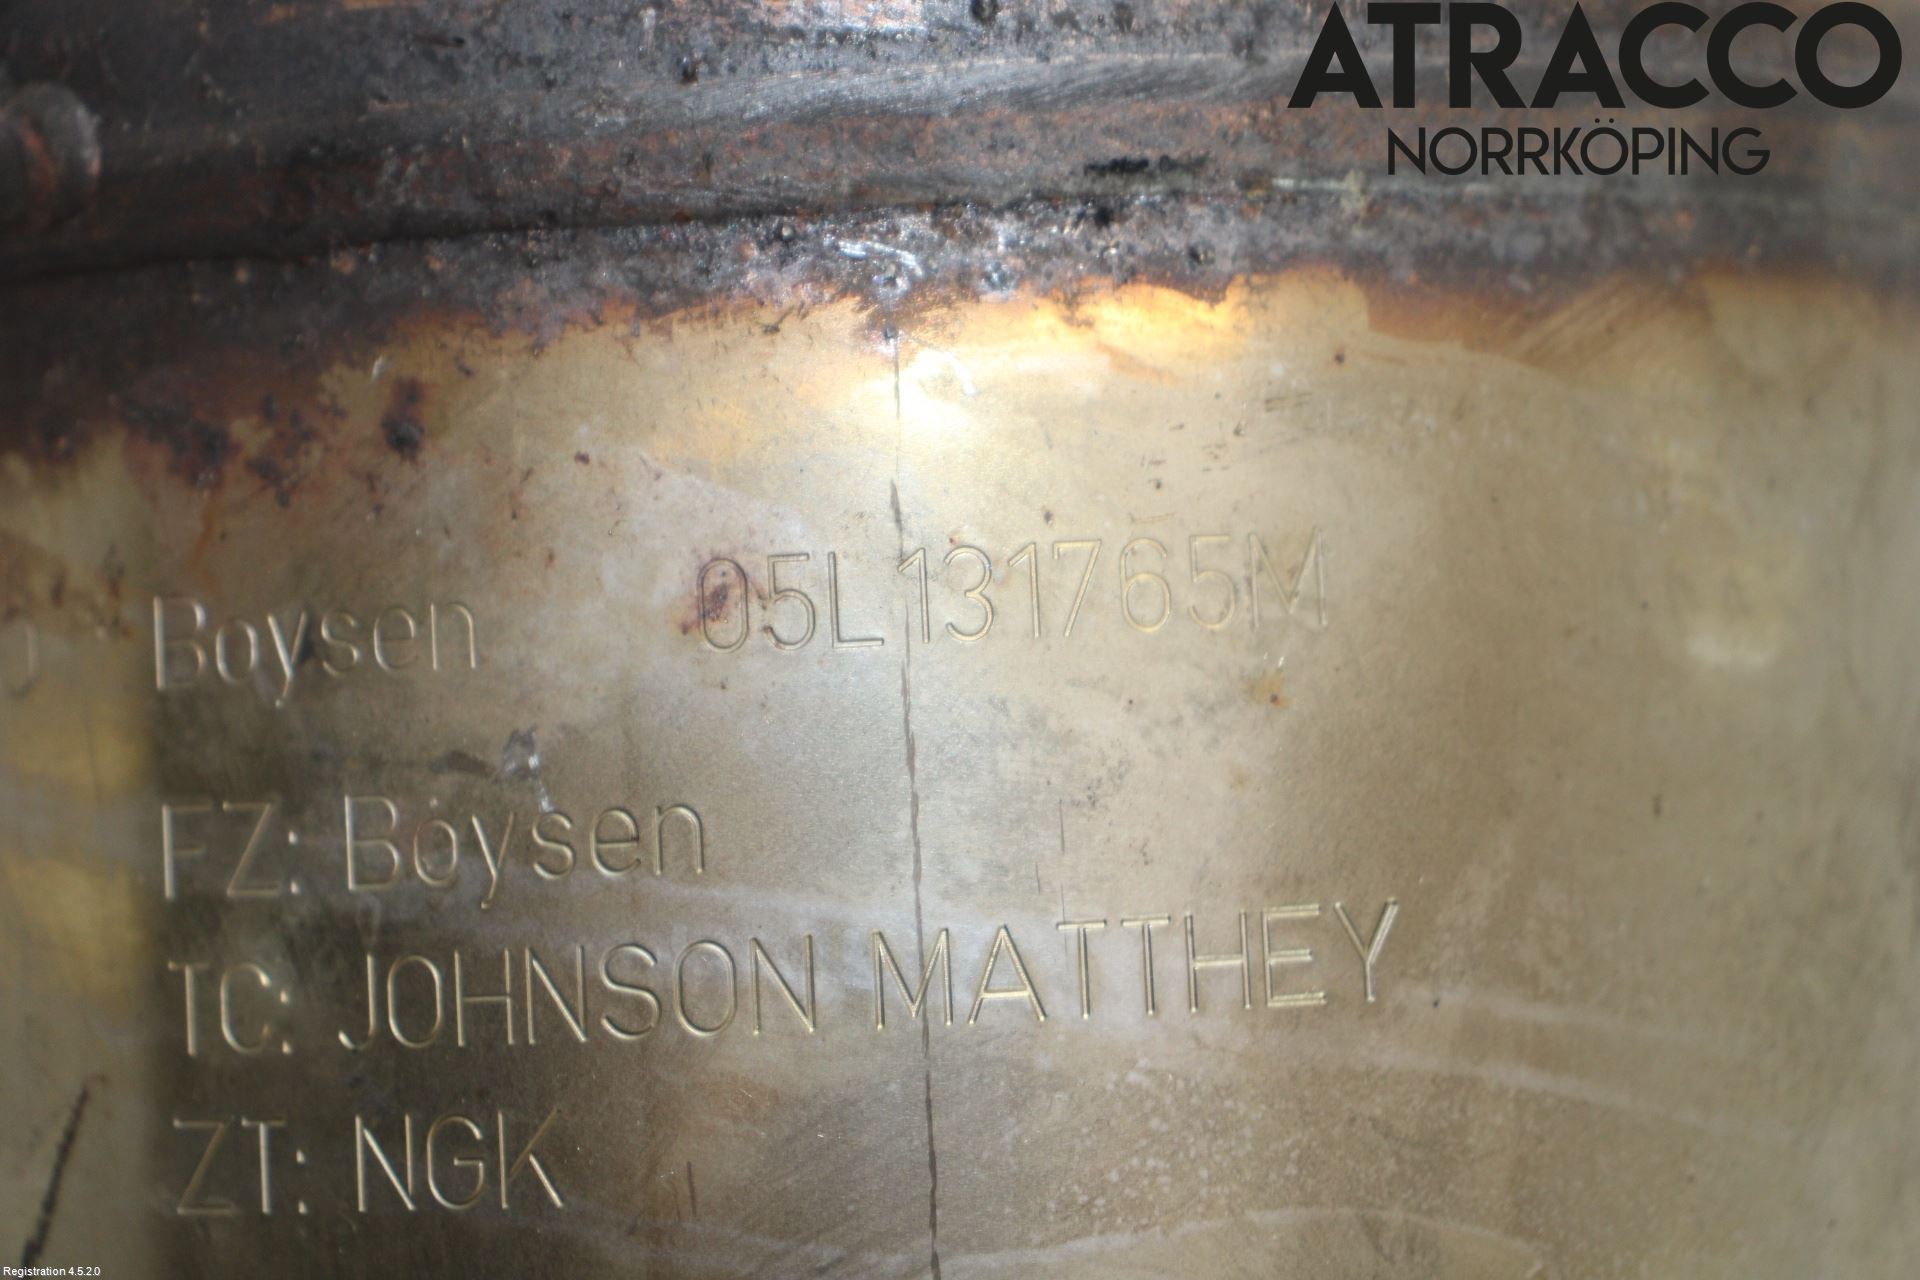 ATRACCO
NORRKÖPING
Boysen 05L131765M
FZ: Boysen
TC: JOHNSON MATTHEY
ZT: NGK
Registration 4.5.2.0